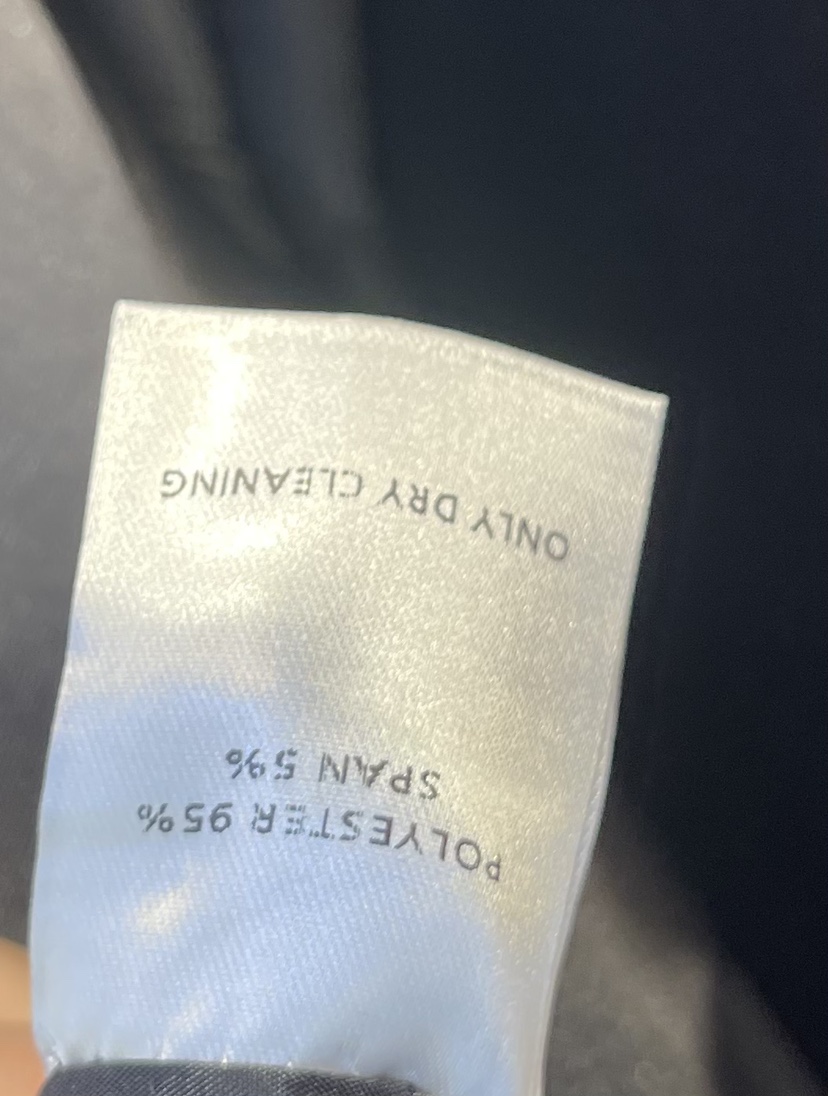 POLYESTER 95%
SPAN 5%
ONLY DRY CLEANING